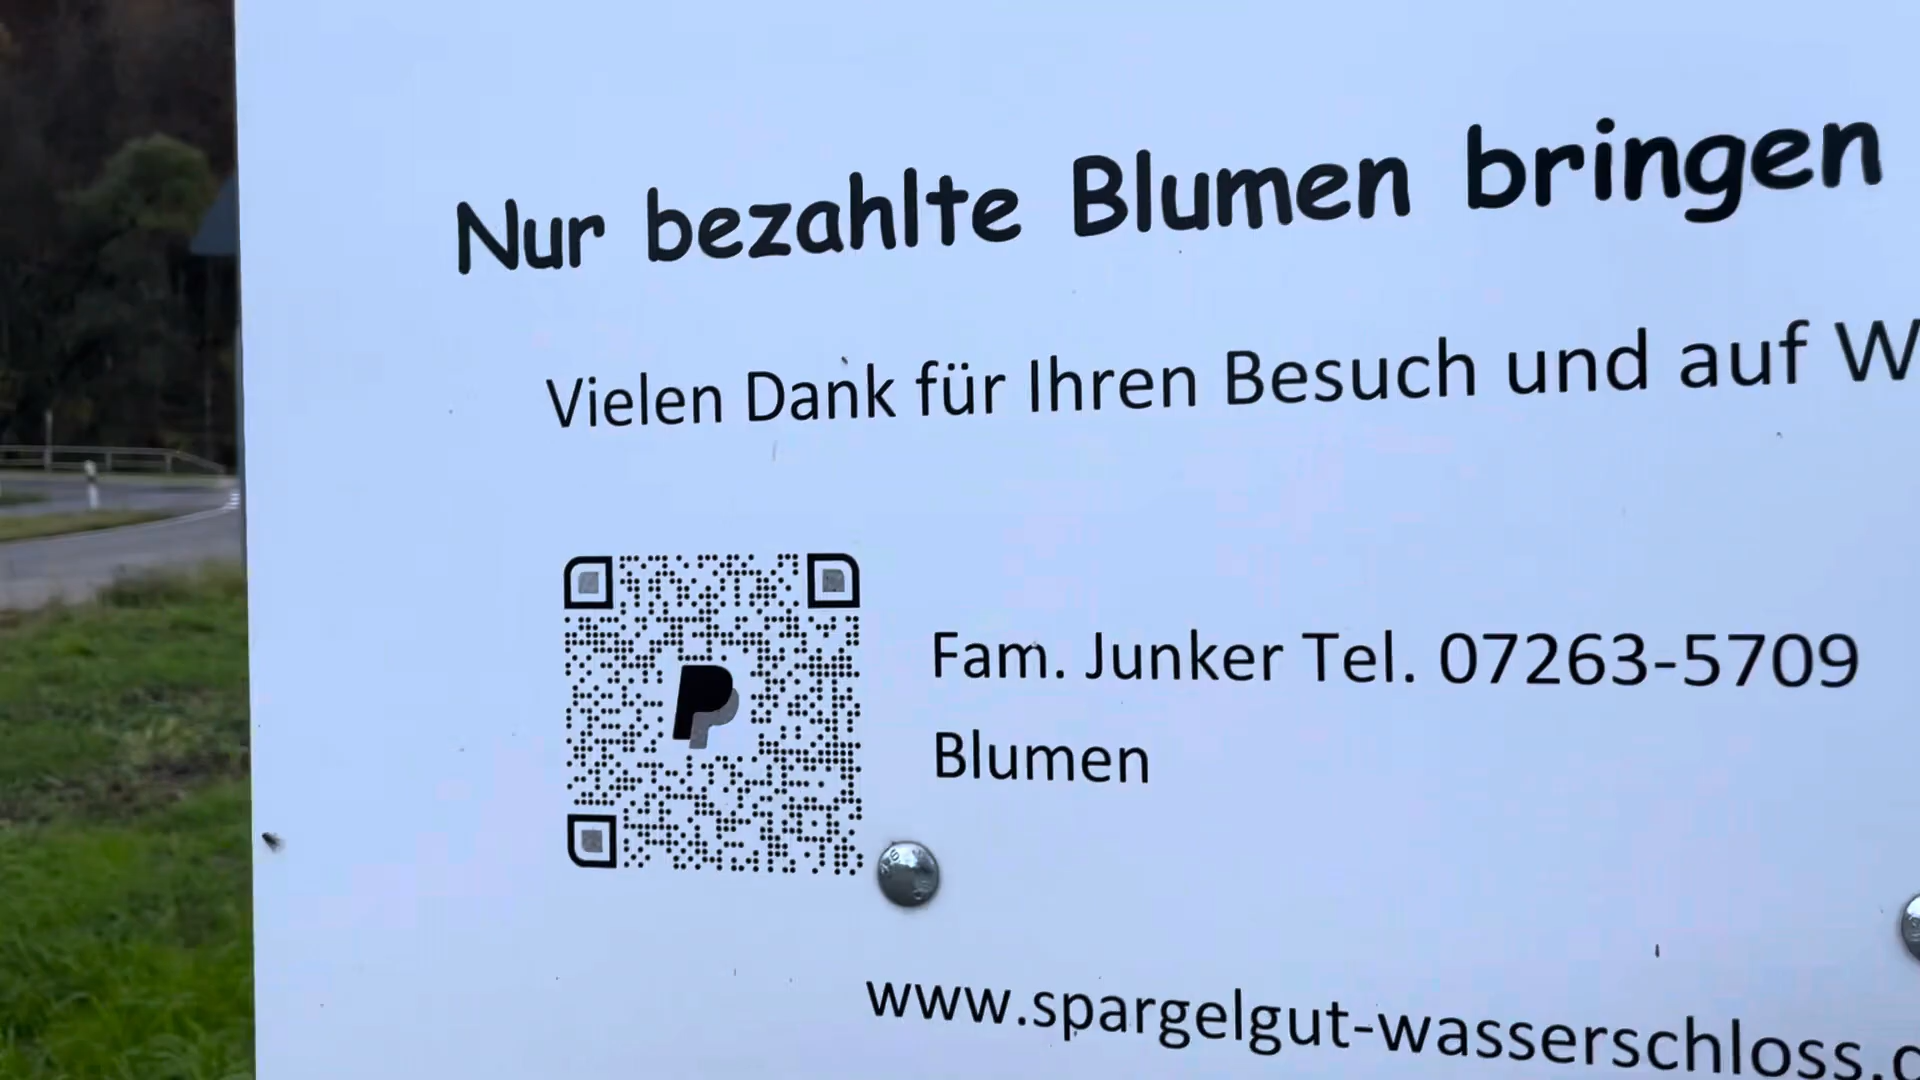 Nur bezahlte Blumen bringen
Vielen Dank für Ihren Besuch und auf W
Fam. Junker Tel. 07263-5709
Blumen
www.spargelgut-wasserschloss.d